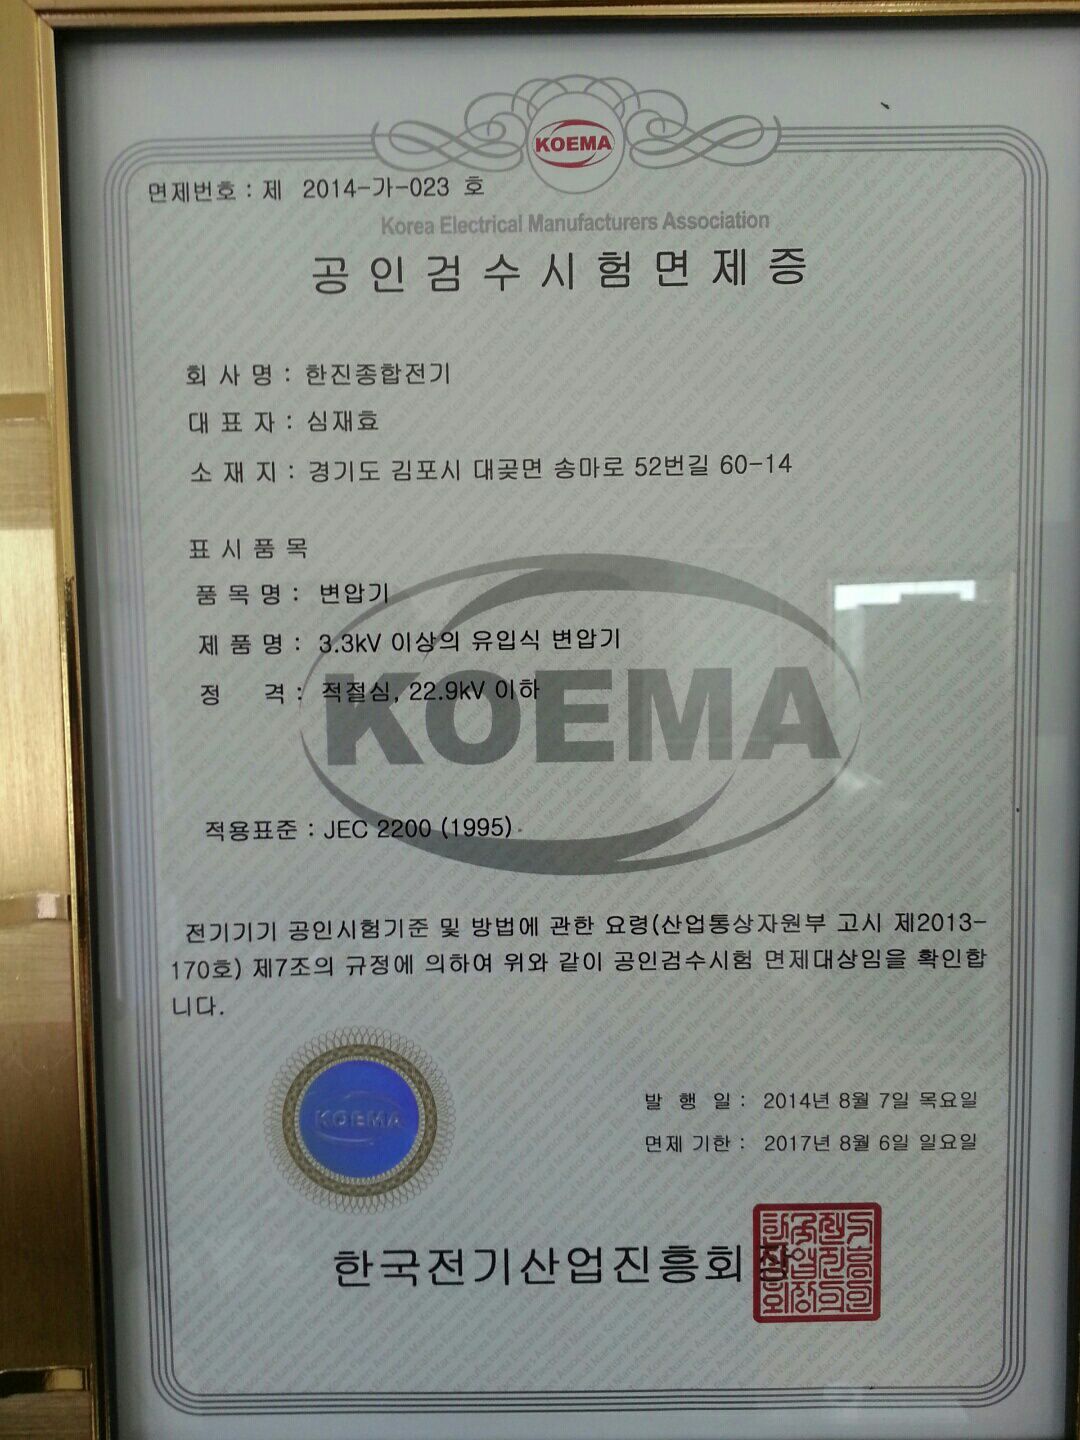 KOEMA
면제번호 : 제 2014-가-023 호
Korea Electrical Manufacturers Association
공인검수시험면제증
회 사 명 : 한진종합전기
대 표 자 : 심재효
소 재 지 : 경기도 김포시 대곶면 송마로 52번길 60-14
표 시 품 목
품 목 명 : 변압기
제 품 명 : 3.3kV 이상의 유입식 변압기
정 격 : 적절심, 22.9kV 이하
KOEMA
적용표준 : JEC 2200 (1995)
전기기기 공인시험기준 및 방법에 관한 요령(산업통상자원부 고시 제2013-
170호) 제7조의 규정에 의하여 위와 같이 공인검수시험 면제대상임을 확인합
니다.
KOEMA
발 행 일 : 2014년 8월 7일 목요일
면제 기한 : 2017년 8월 6일 일요일
한국전기산업진흥회장